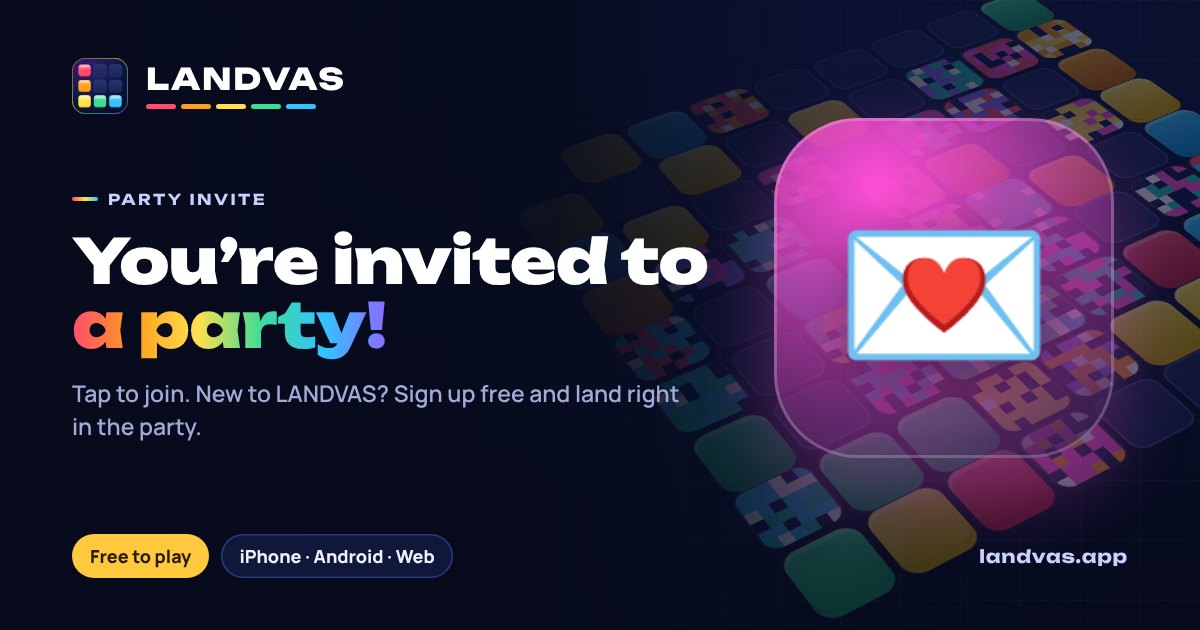 LANDVAS
PARTY INVITE
You’re invited to
a party!
Tap to join. New to LANDVAS? Sign up free and land right
in the party.
Free to play
iPhone · Android · Web
landvas.app